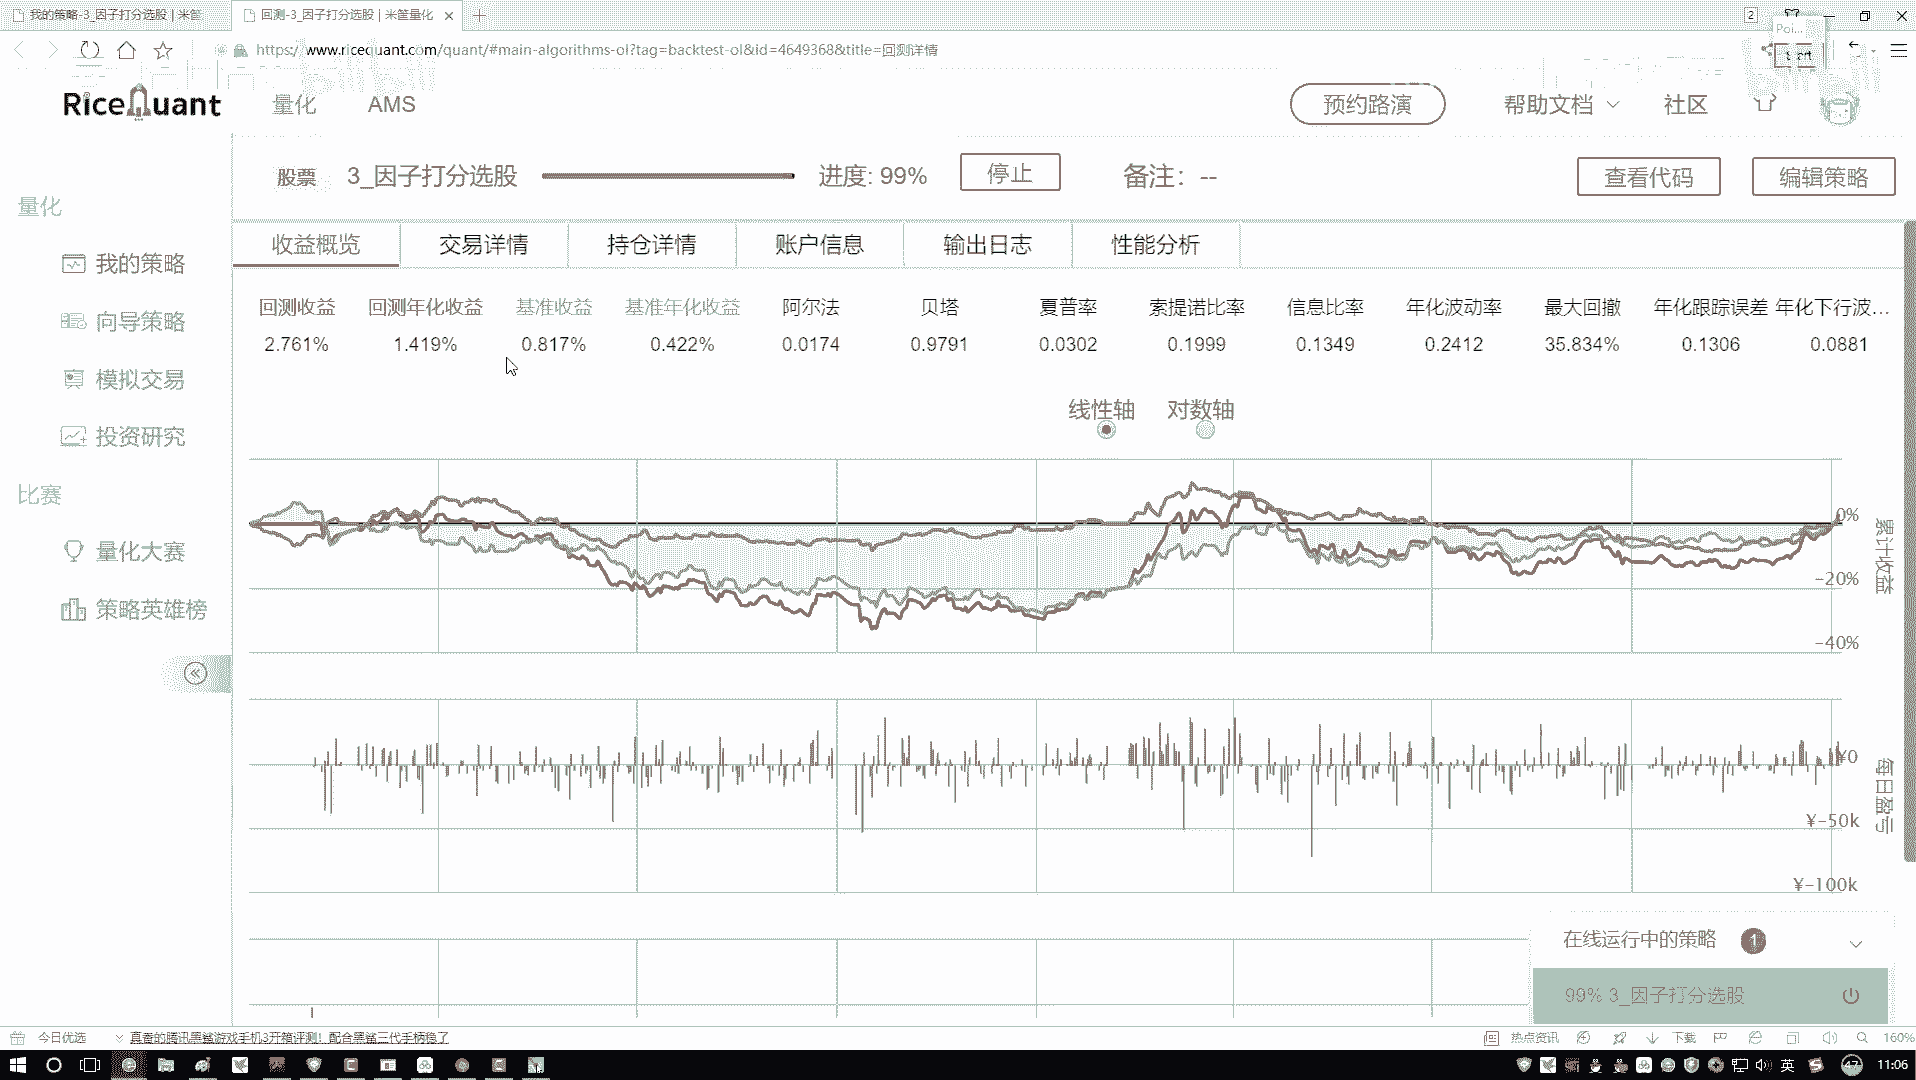 我的策略-3_因子打分选股 | 米筐
回测-3_因子打分选股 | 米筐量化
2
https://www.ricequant.com/quant/#main-algorithms-ol?tag=backtest-ol&id=4649368&title=回测详情
Poi...
RiceQuant
量化
AMS
预约路演
帮助文档
社区
股票
3_因子打分选股
进度: 99%
停止
备注: --
查看代码
编辑策略
量化
我的策略
向导策略
模拟交易
投资研究
比赛
量化大赛
策略英雄榜
收益概览 交易详情 持仓详情 账户信息 输出日志 性能分析
回测收益 回测年化收益 基准收益 基准年化收益 阿尔法 贝塔 夏普率 索提诺比率 信息比率 年化波动率 最大回撤 年化跟踪误差 年化下行波...
2.761% 1.419% 0.817% 0.422% 0.0174 0.9791 0.0302 0.1999 0.1349 0.2412 35.834% 0.1306 0.0881
线性轴 对数轴
0%
-20%
-40%
累计收益
¥0
¥-50k
¥-100k
每日盈亏
在线运行中的策略 1
99% 3_因子打分选股
今日优选
真香的腾讯黑鲨游戏手机3开箱评测！配合黑鲨三代手柄稳了
热点资讯
下载
160%
英
47
11:06